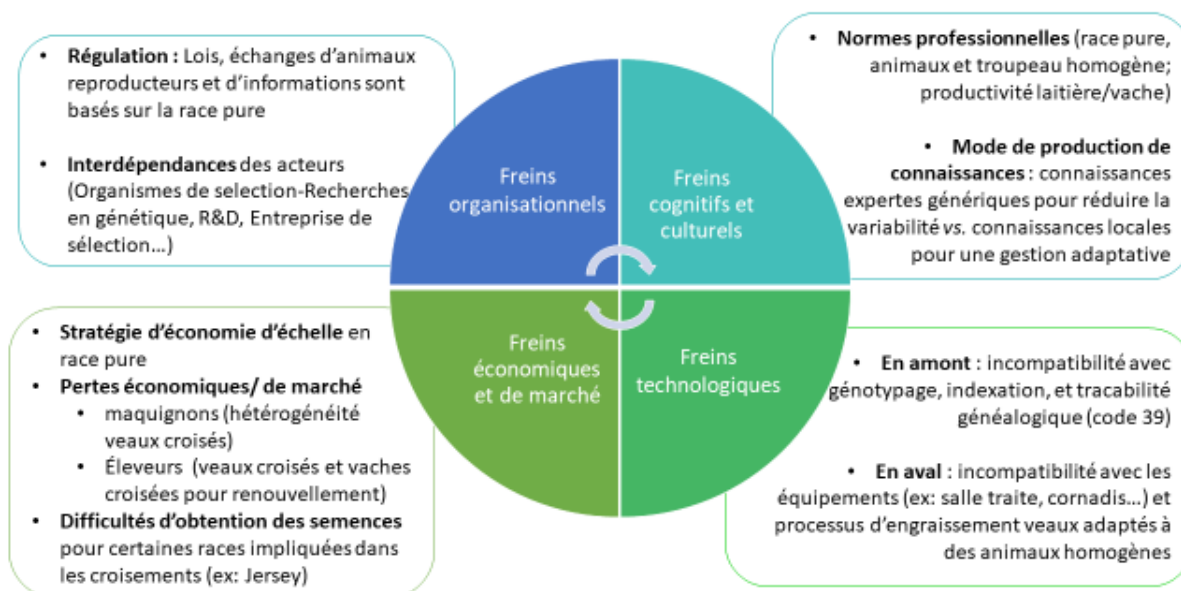 • Régulation : Lois, échanges d'animaux
reproducteurs et d'informations sont
basés sur la race pure
• Interdépendances des acteurs
(Organismes de selection-Recherches
en génétique, R&D, Entreprise de
sélection…)
• Normes professionnelles (race pure,
animaux et troupeau homogène;
productivité laitière/vache)
• Mode de production de
connaissances : connaissances
expertes génériques pour réduire la
variabilité vs. connaissances locales
pour une gestion adaptative
Freins
organisationnels
Freins
cognitifs et
culturels
Freins
économiques
et de marché
Freins
technologiques
• Stratégie d'économie d'échelle en
race pure
• Pertes économiques/ de marché
• maquignons (hétérogénéité
veaux croisés)
• Éleveurs (veaux croisés et vaches
croisées pour renouvellement)
• Difficultés d'obtention des semences
pour certaines races impliquées dans
les croisements (ex: Jersey)
• En amont : incompatibilité avec
génotypage, indexation, et tracabilité
généalogique (code 39)
• En aval : incompatibilité avec les
équipements (ex: salle traite, cornadis…) et
processus d'engraissement veaux adaptés à
des animaux homogènes